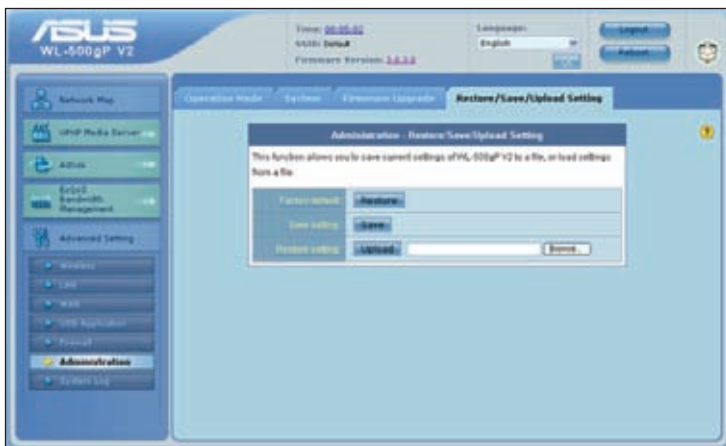 ASUS
WL-500gP V2
Time: 00:05:02
SSID: Default
Firmware Version:
Language:
English
Logout
Reboot
Network Map
UPnP Media Server
AiDisk
EzQoS
Bandwidth
Management
Advanced Setting
Wireless
LAN
WAN
USB Application
Firewall
Administration
System Log
Operation Mode
System
Firmware Upgrade
Restore/Save/Upload Setting
Administration - Restore/Save/Upload Setting
This function allows you to save current settings of WL-500gP V2 to a file, or load settings
from a file.
Factory default
Restore
Save setting
Save
Restore setting
Upload
Browse...